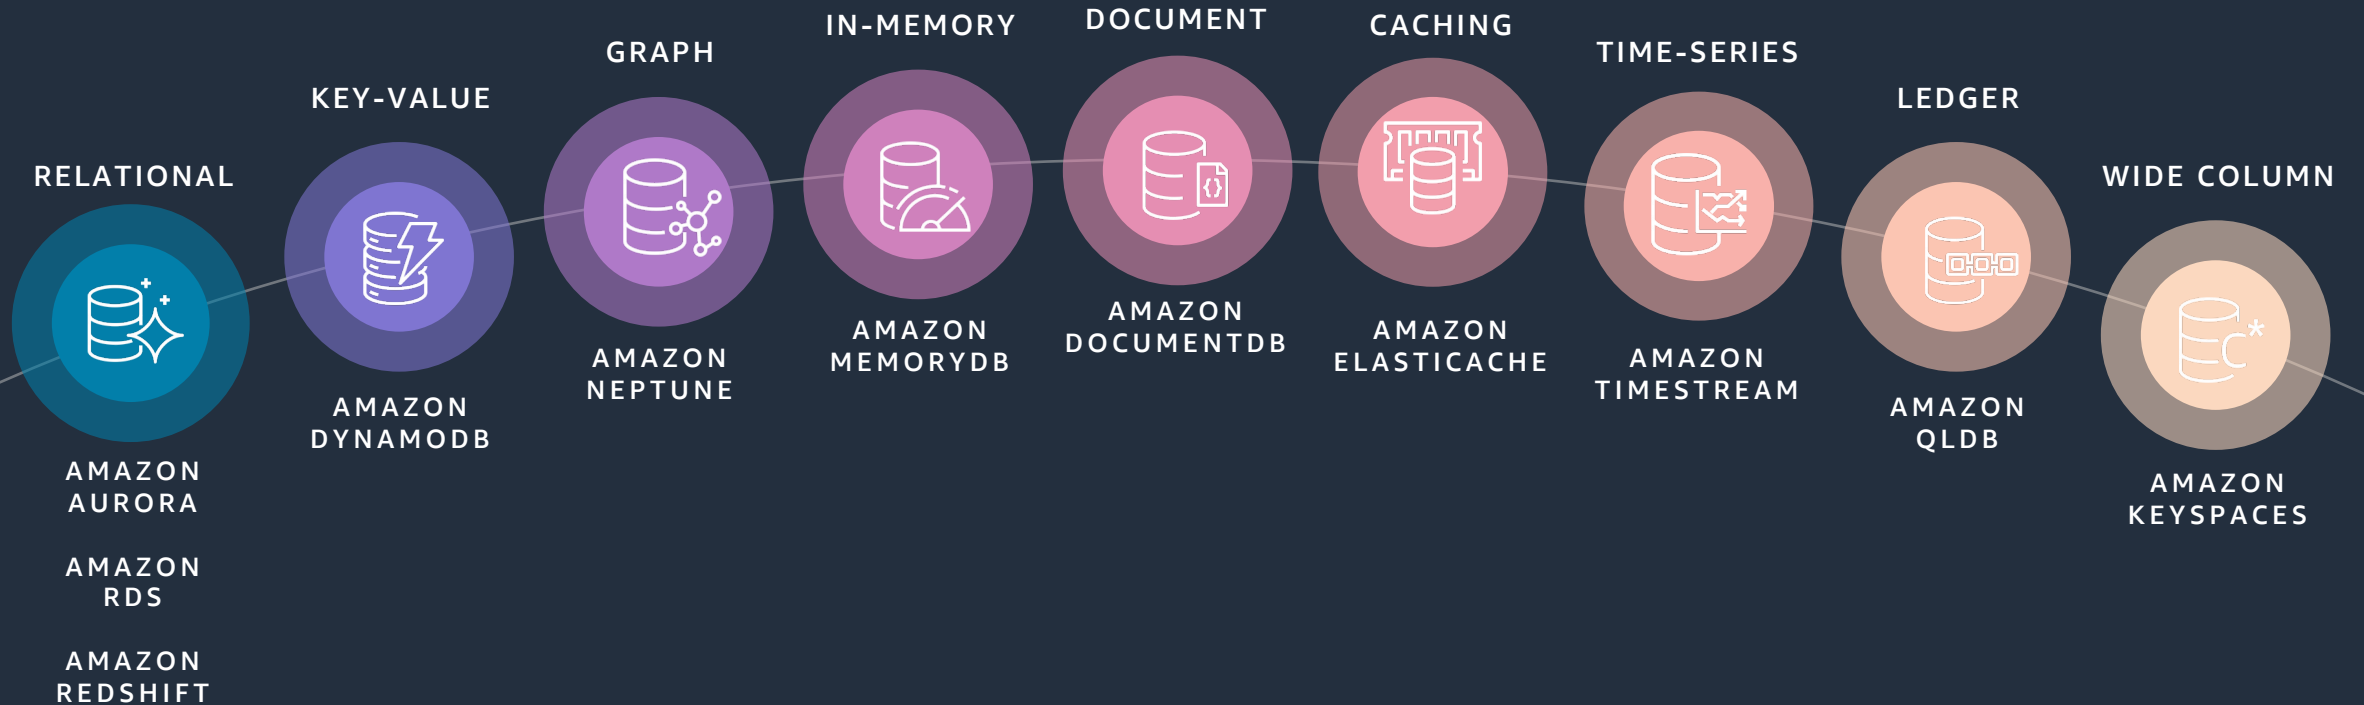 RELATIONAL
AMAZON
AURORA
AMAZON
RDS
AMAZON
REDSHIFT
KEY-VALUE
AMAZON
DYNAMODB
GRAPH
AMAZON
NEPTUNE
IN-MEMORY
AMAZON
MEMORYDB
DOCUMENT
{}
AMAZON
DOCUMENTDB
CACHING
AMAZON
ELASTICACHE
TIME-SERIES
AMAZON
TIMESTREAM
LEDGER
AMAZON
QLDB
WIDE COLUMN
C*
AMAZON
KEYSPACES